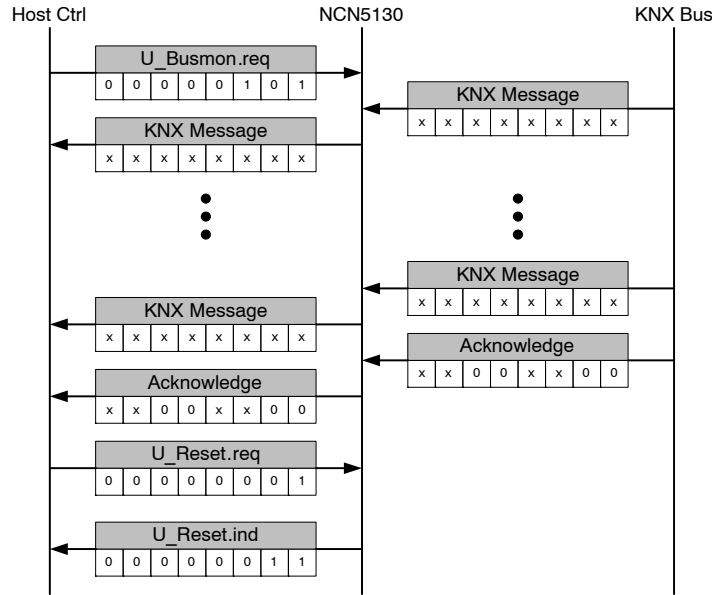 Host Ctrl NCN5130 KNX Bus
U_Busmon.req
0 0 0 0 0 1 0 1
KNX Message
x x x x x x x x
KNX Message
x x x x x x x x
KNX Message
x x x x x x x x
KNX Message
x x x x x x x x
Acknowledge
x x 0 0 x x 0 0
Acknowledge
x x 0 0 x x 0 0
U_Reset.req
0 0 0 0 0 0 0 1
U_Reset.ind
0 0 0 0 0 0 1 1